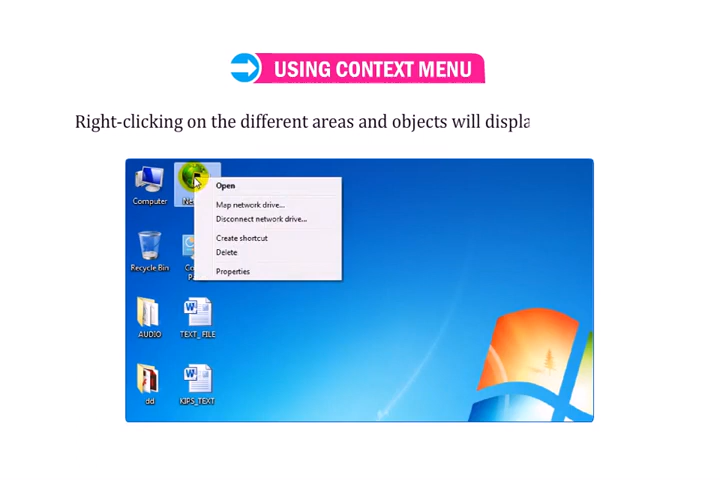 USING CONTEXT MENU
Right-clicking on the different areas and objects will displa
Open
Map network drive...
Disconnect network drive...
Create shortcut
Delete
Properties
Computer
Recycle Bin
AUDIO
TEXT_FILE
dd
KIPS_TEXT